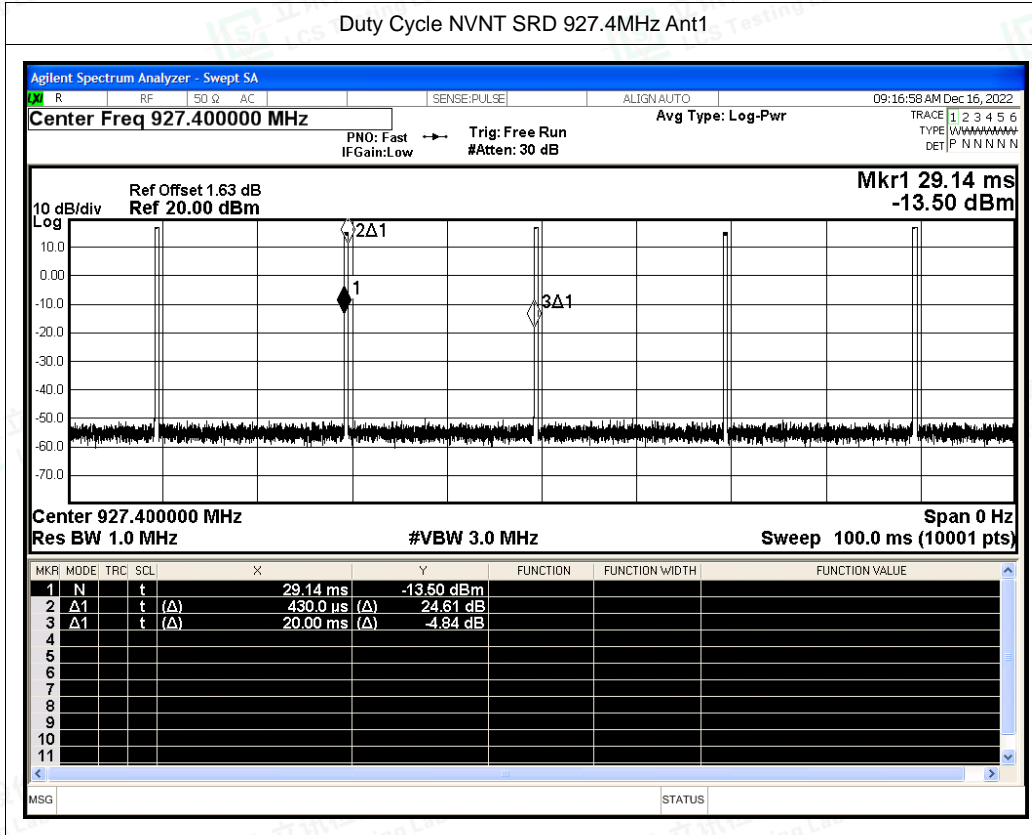 Duty Cycle NVNT SRD 927.4MHz Ant1
Agilent Spectrum Analyzer - Swept SA
LXI R RF 50 Ω AC SENSE:PULSE ALIGN AUTO 09:16:58 AM Dec 16, 2022
Center Freq 927.400000 MHz Avg Type: Log-Pwr TRACE 1 2 3 4 5 6
PNO: Fast Trig: Free Run TYPE WWWWWW
IFGain:Low #Atten: 30 dB DET P N N N N N
Mkr1 29.14 ms
Ref Offset 1.63 dB
10 dB/div Ref 20.00 dBm -13.50 dBm
Log
2Δ1
10.0
0.00
1
-10.0
3Δ1
-20.0
-30.0
-40.0
-50.0
-60.0
-70.0
Center 927.400000 MHz Span 0 Hz
Res BW 1.0 MHz #VBW 3.0 MHz Sweep 100.0 ms (10001 pts)
MKR MODE TRC SCL X Y FUNCTION FUNCTION WIDTH FUNCTION VALUE
1 N t 29.14 ms -13.50 dBm
2 Δ1 t (Δ) 430.0 µs (Δ) 24.61 dB
3 Δ1 t (Δ) 20.00 ms (Δ) -4.84 dB
4
5
6
7
8
9
10
11
MSG STATUS